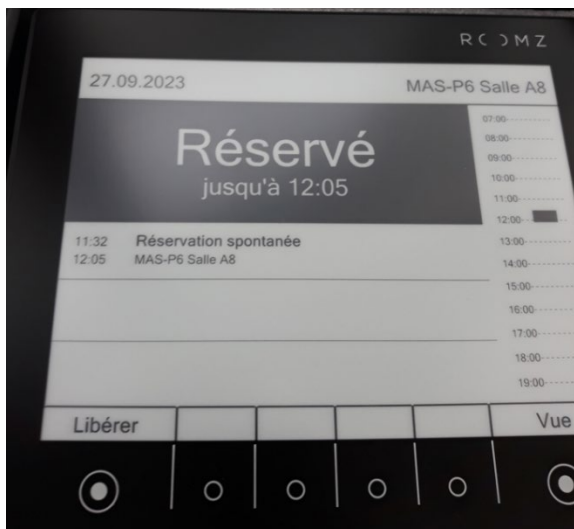 ROOMZ
27.09.2023 MAS-P6 Salle A8
Réservé
jusqu'à 12:05
11:32 Réservation spontanée
12:05 MAS-P6 Salle A8
07:00
08:00
09:00
10:00
11:00
12:00
13:00
14:00
15:00
16:00
17:00
18:00
19:00
Libérer Vue